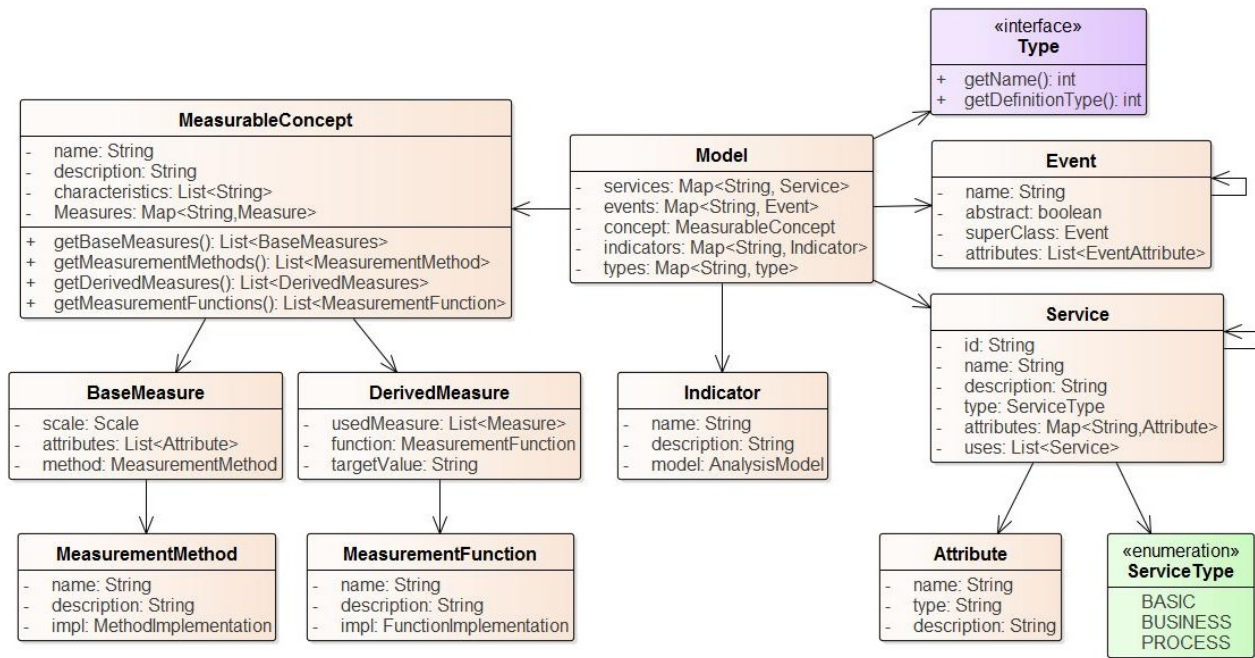 «interface»
Type
+ getName(): int
+ getDefinitionType(): int
MeasurableConcept
- name: String
- description: String
- characteristics: List<String>
- Measures: Map<String,Measure>
+ getBaseMeasures(): List<BaseMeasures>
+ getMeasurementMethods(): List<MeasurementMethod>
+ getDerivedMeasures(): List<DerivedMeasures>
+ getMeasurementFunctions(): List<MeasurementFunction>
Model
- services: Map<String, Service>
- events: Map<String, Event>
- concept: MeasurableConcept
- indicators: Map<String, Indicator>
- types: Map<String, type>
Event
- name: String
- abstract: boolean
- superClass: Event
- attributes: List<EventAttribute>
Service
- id: String
- name: String
- description: String
- type: ServiceType
- attributes: Map<String,Attribute>
- uses: List<Service>
BaseMeasure
- scale: Scale
- attributes: List<Attribute>
- method: MeasurementMethod
DerivedMeasure
- usedMeasure: List<Measure>
- function: MeasurementFunction
- targetValue: String
Indicator
- name: String
- description: String
- model: AnalysisModel
MeasurementMethod
- name: String
- description: String
- impl: MethodImplementation
MeasurementFunction
- name: String
- description: String
- impl: FunctionImplementation
Attribute
- name: String
- type: String
- description: String
«enumeration»
ServiceType
BASIC
BUSINESS
PROCESS